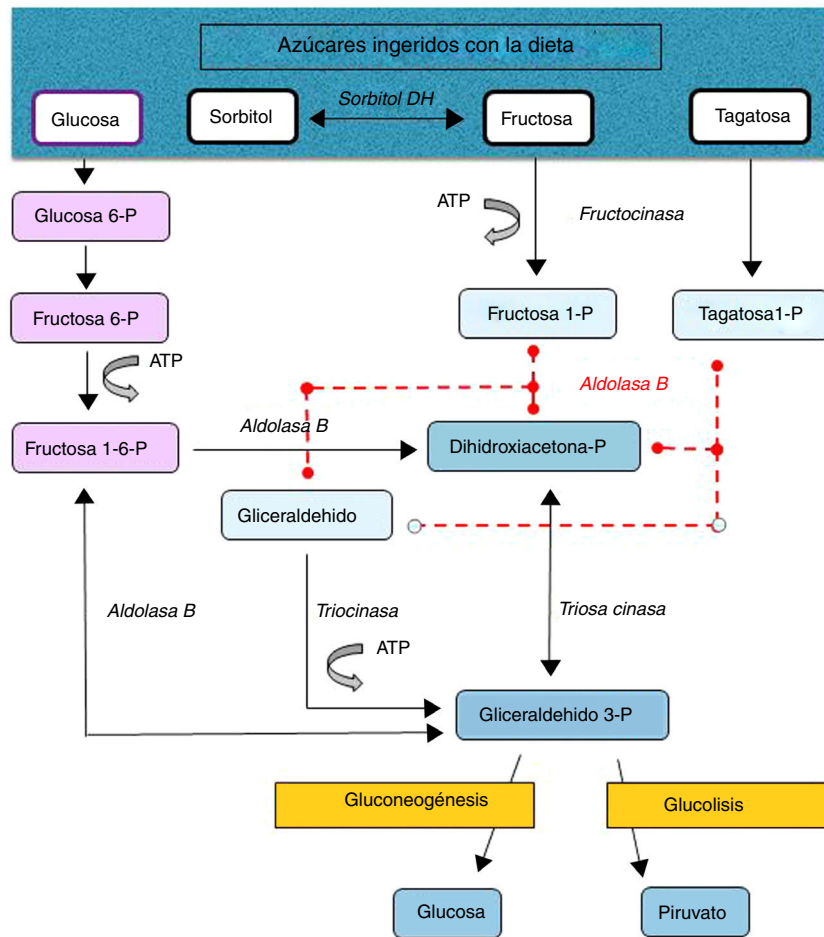 Azúcares ingeridos con la dieta
Glucosa
Sorbitol
Sorbitol DH
Fructosa
Tagatosa
Glucosa 6-P
ATP
Fructocinasa
Fructosa 6-P
Fructosa 1-P
Tagatosa1-P
ATP
Aldolasa B
Fructosa 1-6-P
Aldolasa B
Dihidroxiacetona-P
Gliceraldehido
Aldolasa B
Triocinasa
Triosa cinasa
ATP
Gliceraldehido 3-P
Gluconeogénesis
Glucolisis
Glucosa
Piruvato